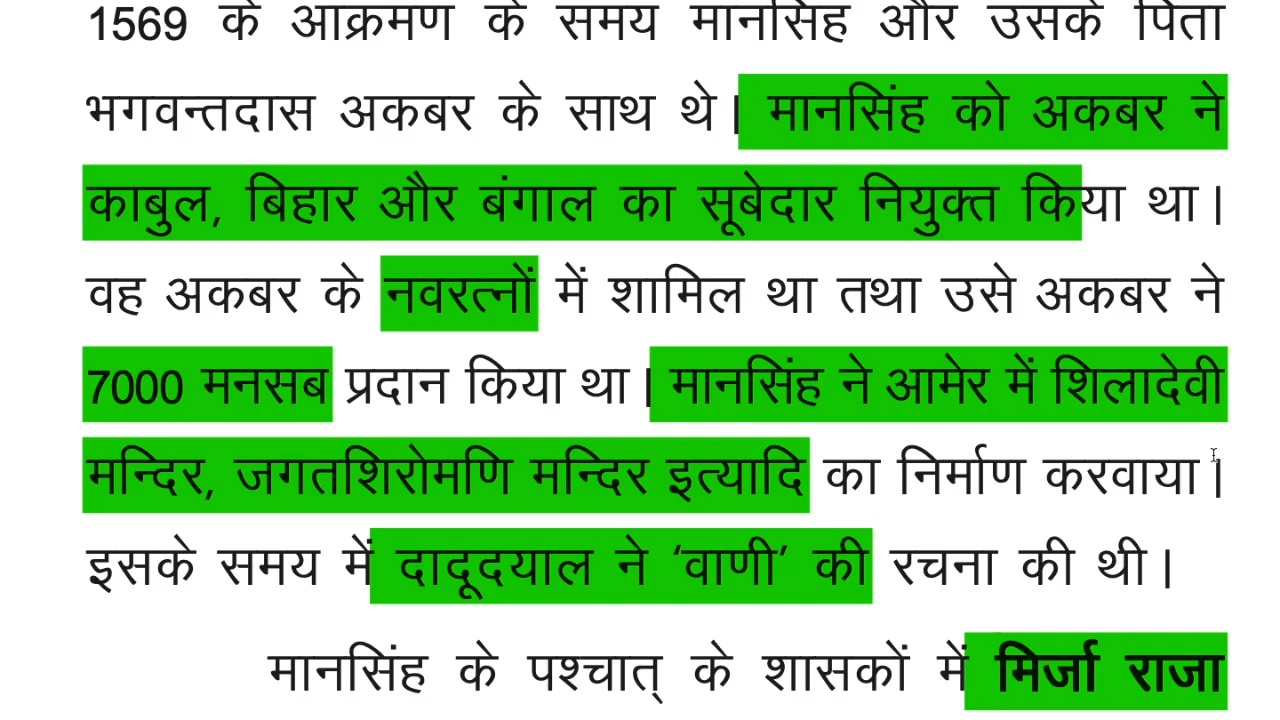 1569 के आक्रमण के समय मानसिंह और उसके पिता
भगवन्तदास अकबर के साथ थे। मानसिंह को अकबर ने
काबुल, बिहार और बंगाल का सूबेदार नियुक्त किया था।
वह अकबर के नवरत्नों में शामिल था तथा उसे अकबर ने
7000 मनसब प्रदान किया था। मानसिंह ने आमेर में शिलादेवी
मन्दिर, जगतशिरोमणि मन्दिर इत्यादि का निर्माण करवाया।
इसके समय में दादूदयाल ने ‘वाणी’ की रचना की थी।
मानसिंह के पश्चात् के शासकों में मिर्जा राजा